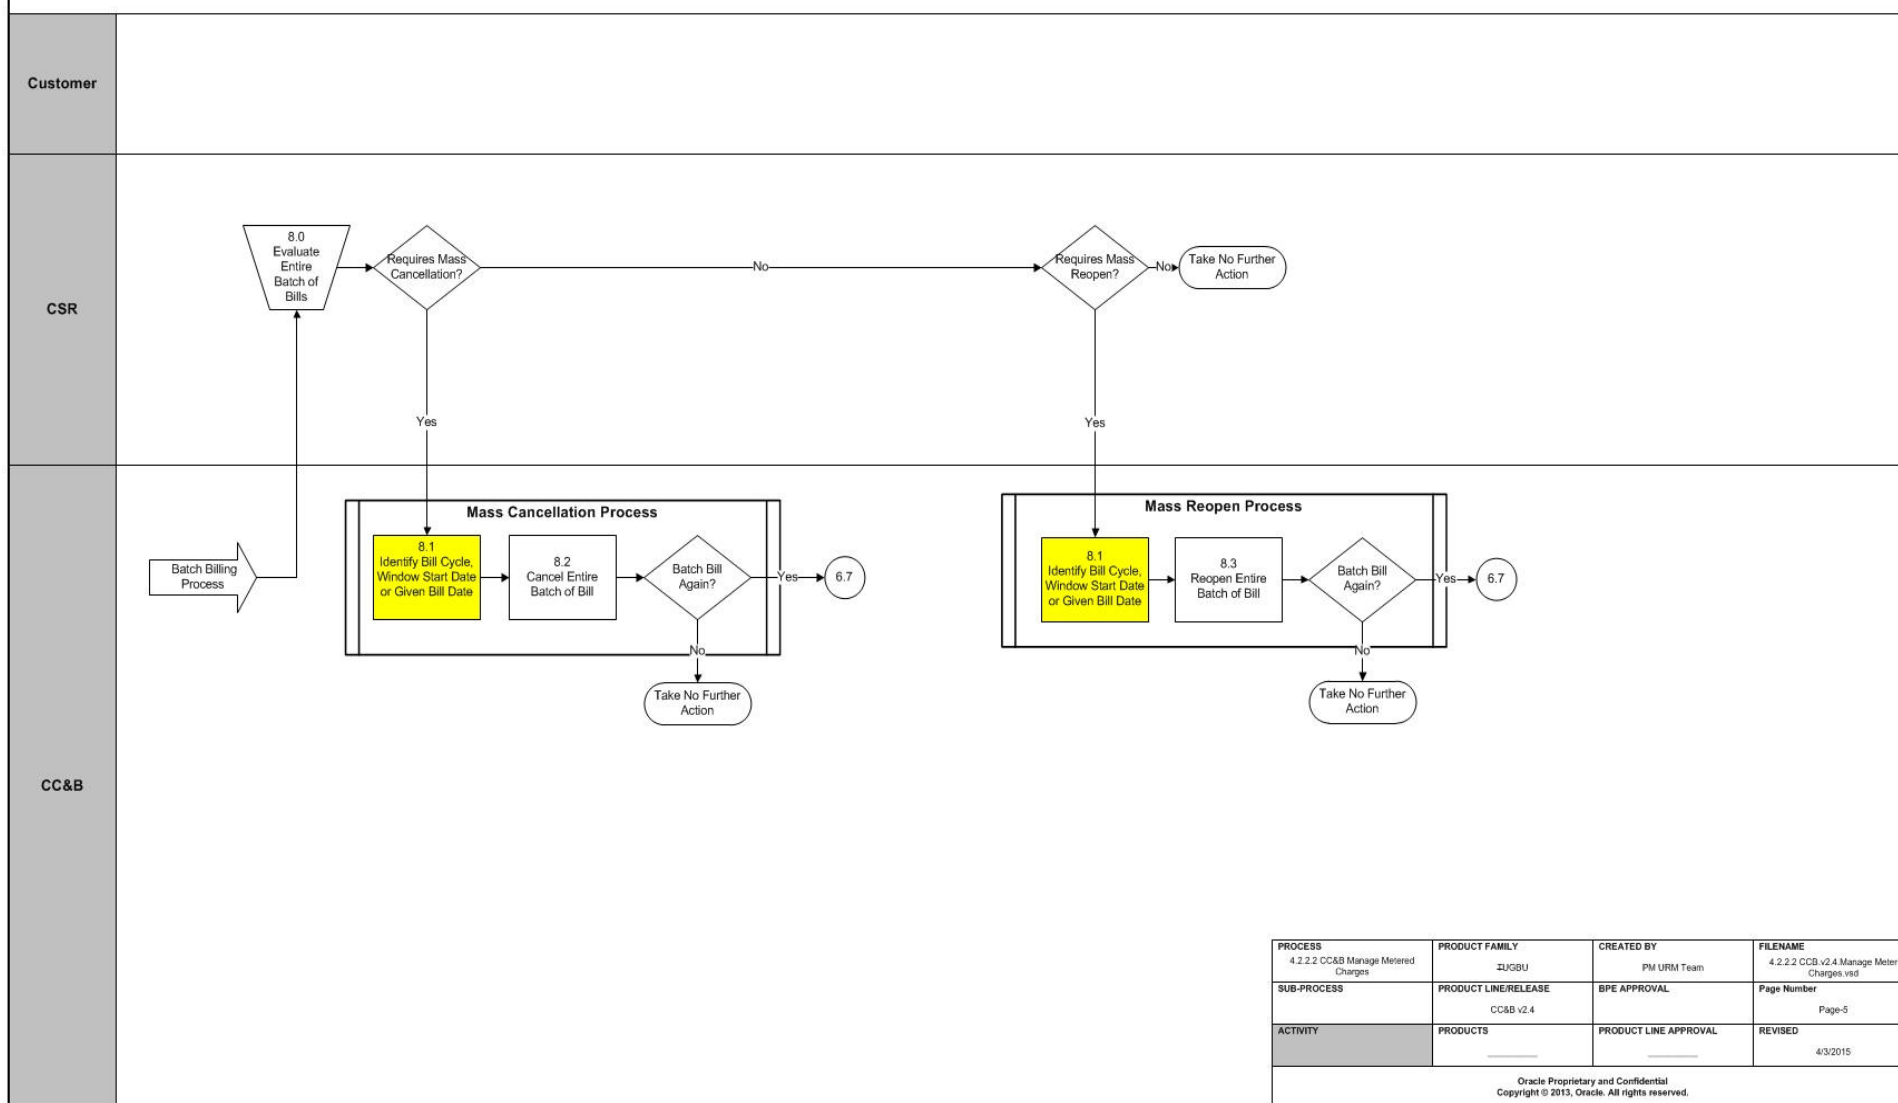 Customer
CSR
8.0
Evaluate
Entire
Batch of
Bills
Requires Mass
Cancellation?
No
Requires Mass
Reopen?
No
Take No Further
Action
Yes
Yes
CC&B
Batch Billing
Process
Mass Cancellation Process
8.1
Identify Bill Cycle,
Window Start Date
or Given Bill Date
8.2
Cancel Entire
Batch of Bill
Batch Bill
Again?
Yes
6.7
No
Take No Further
Action
Mass Reopen Process
8.1
Identify Bill Cycle,
Window Start Date
or Given Bill Date
8.3
Reopen Entire
Batch of Bill
Batch Bill
Again?
Yes
6.7
No
Take No Further
Action
PROCESS
4.2.2.2 CC&B Manage Metered
Charges
PRODUCT FAMILY
TUGBU
CREATED BY
PM URM Team
FILENAME
4.2.2.2 CCB.v2.4.Manage Meter
Charges.vsd
SUB-PROCESS
PRODUCT LINE/RELEASE
CC&B v2.4
BPE APPROVAL
Page Number
Page-5
ACTIVITY
PRODUCTS
PRODUCT LINE APPROVAL
REVISED
4/3/2015
Oracle Proprietary and Confidential
Copyright © 2013, Oracle. All rights reserved.